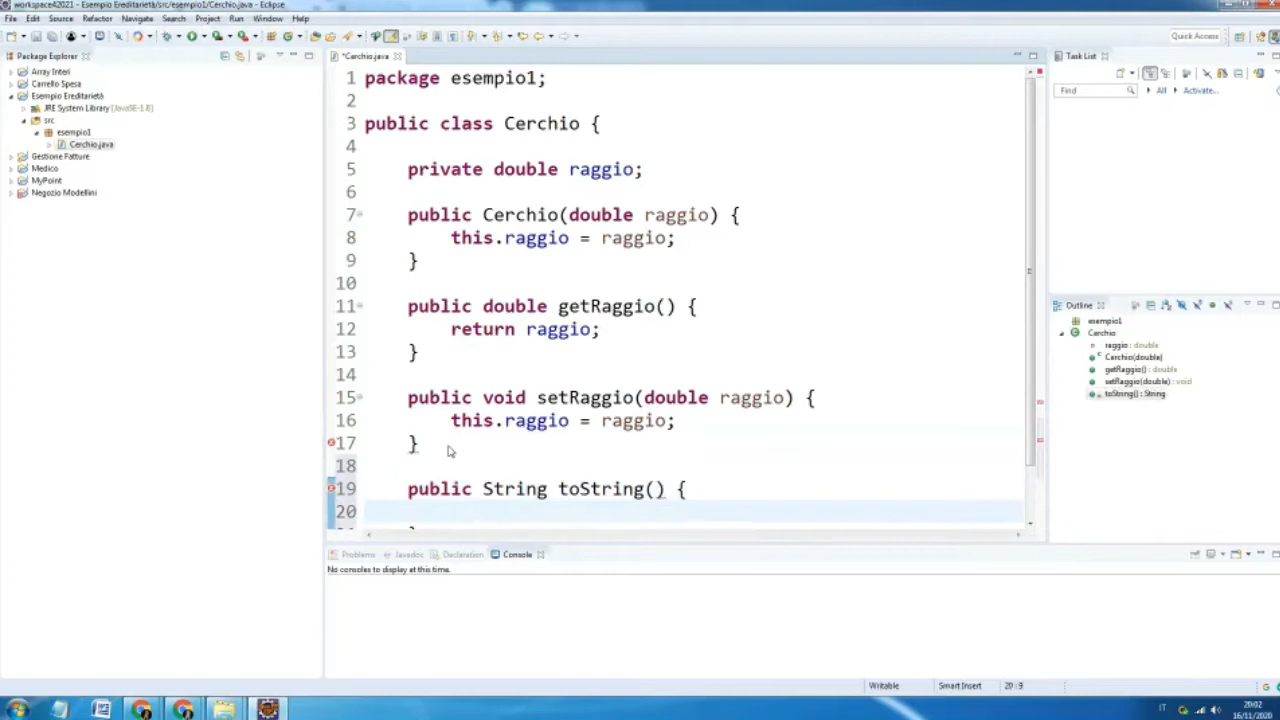 workspace42021 - Esempio Ereditarietà/src/esempio1/Cerchio.java - Eclipse
File Edit Source Refactor Navigate Search Project Run Window Help
Quick Access
Package Explorer
Array Interi
Carrello Spesa
Esempio Ereditarietà
JRE System Library [JavaSE-1.8]
src
esempio1
Cerchio.java
Gestione Fatture
Medico
MyPoint
Negozio Modellini
*Cerchio.java
1 package esempio1;
2
3 public class Cerchio {
4
5 private double raggio;
6
7 public Cerchio(double raggio) {
8 this.raggio = raggio;
9 }
10
11 public double getRaggio() {
12 return raggio;
13 }
14
15 public void setRaggio(double raggio) {
16 this.raggio = raggio;
17 }
18
19 public String toString() {
20
Task List
Find All Activate...
Outline
esempio1
Cerchio
raggio : double
Cerchio(double)
getRaggio() : double
setRaggio(double) : void
toString() : String
Problems Javadoc Declaration Console
No consoles to display at this time.
Writable Smart Insert 20 : 9
IT
20:02
16/11/2020